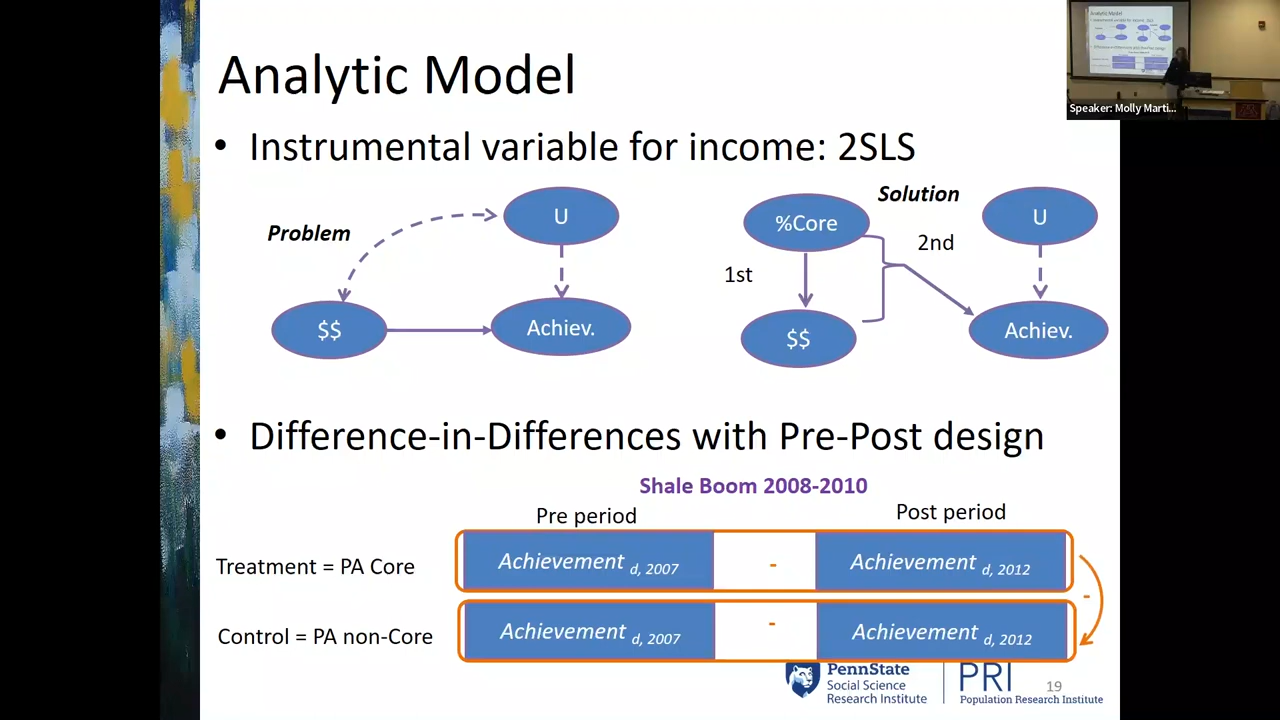 Analytic Model
• Instrumental variable for income: 2SLS
Problem
U
$$
Achiev.
Solution
%Core
1st
2nd
$$
U
Achiev.
• Difference-in-Differences with Pre-Post design
Shale Boom 2008-2010
Pre period
Post period
Treatment = PA Core
Achievement d, 2007
-
Achievement d, 2012
-
Control = PA non-Core
Achievement d, 2007
-
Achievement d, 2012
PennState
Social Science
Research Institute
PRI
Population Research Institute
19
Speaker: Molly Marti...